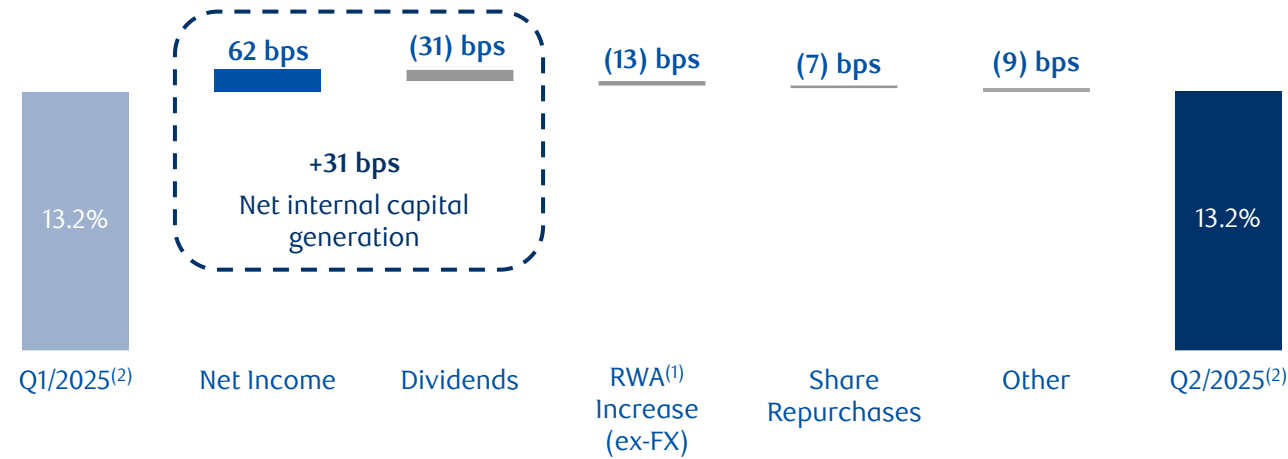 62 bps
(31) bps
(13) bps
(7) bps
(9) bps
+31 bps
Net internal capital
generation
13.2%
13.2%
Q1/2025(2)
Net Income
Dividends
RWA(1)
Increase
(ex-FX)
Share
Repurchases
Other
Q2/2025(2)